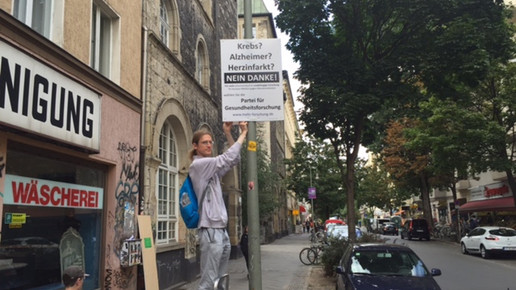 NIGUNG
WÄSCHEREI
Krebs?
Alzheimer?
Herzinfarkt?
NEIN DANKE!
Partei für
Gesundheitsforschung